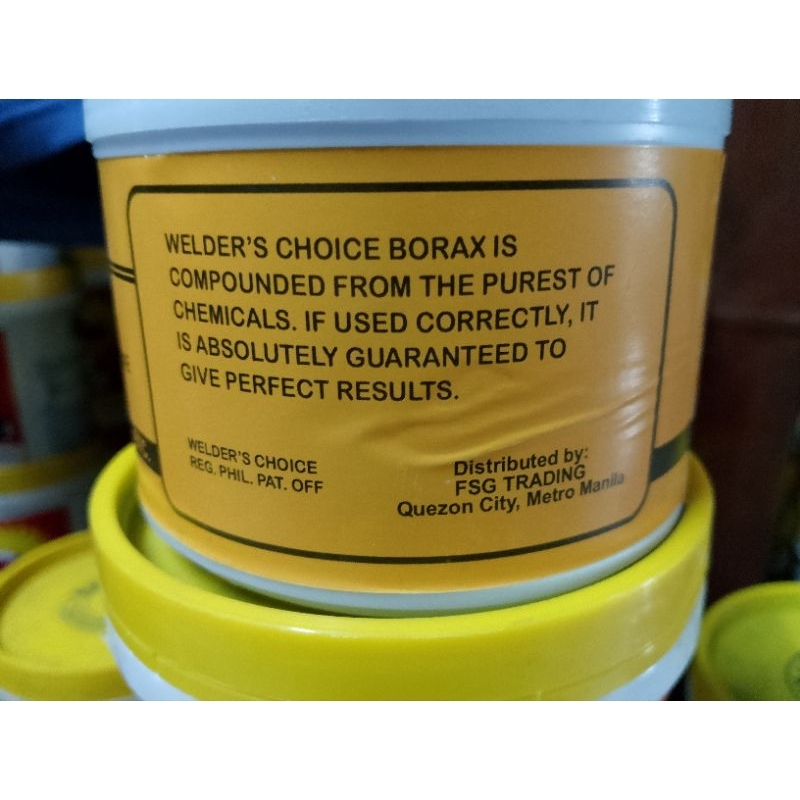 WELDER'S CHOICE BORAX IS
COMPOUNDED FROM THE PUREST OF
CHEMICALS. IF USED CORRECTLY, IT
IS ABSOLUTELY GUARANTEED TO
GIVE PERFECT RESULTS.
WELDER'S CHOICE
REG. PHIL. PAT. OFF
Distributed by:
FSG TRADING
Quezon City, Metro Manila